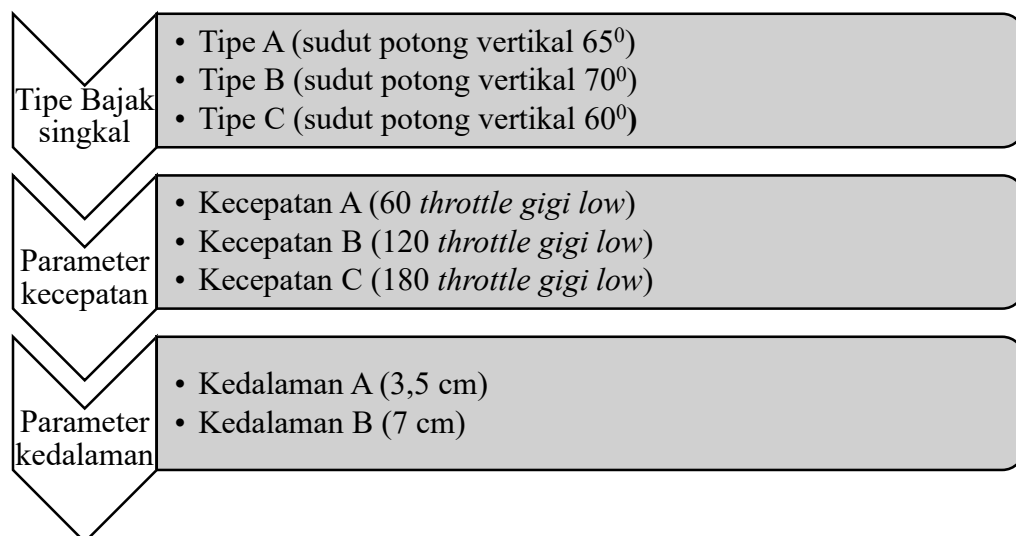 Tipe Bajak
singkal
• Tipe A (sudut potong vertikal 65⁰)
• Tipe B (sudut potong vertikal 70⁰)
• Tipe C (sudut potong vertikal 60⁰)
Parameter
kecepatan
• Kecepatan A (60 throttle gigi low)
• Kecepatan B (120 throttle gigi low)
• Kecepatan C (180 throttle gigi low)
Parameter
kedalaman
• Kedalaman A (3,5 cm)
• Kedalaman B (7 cm)